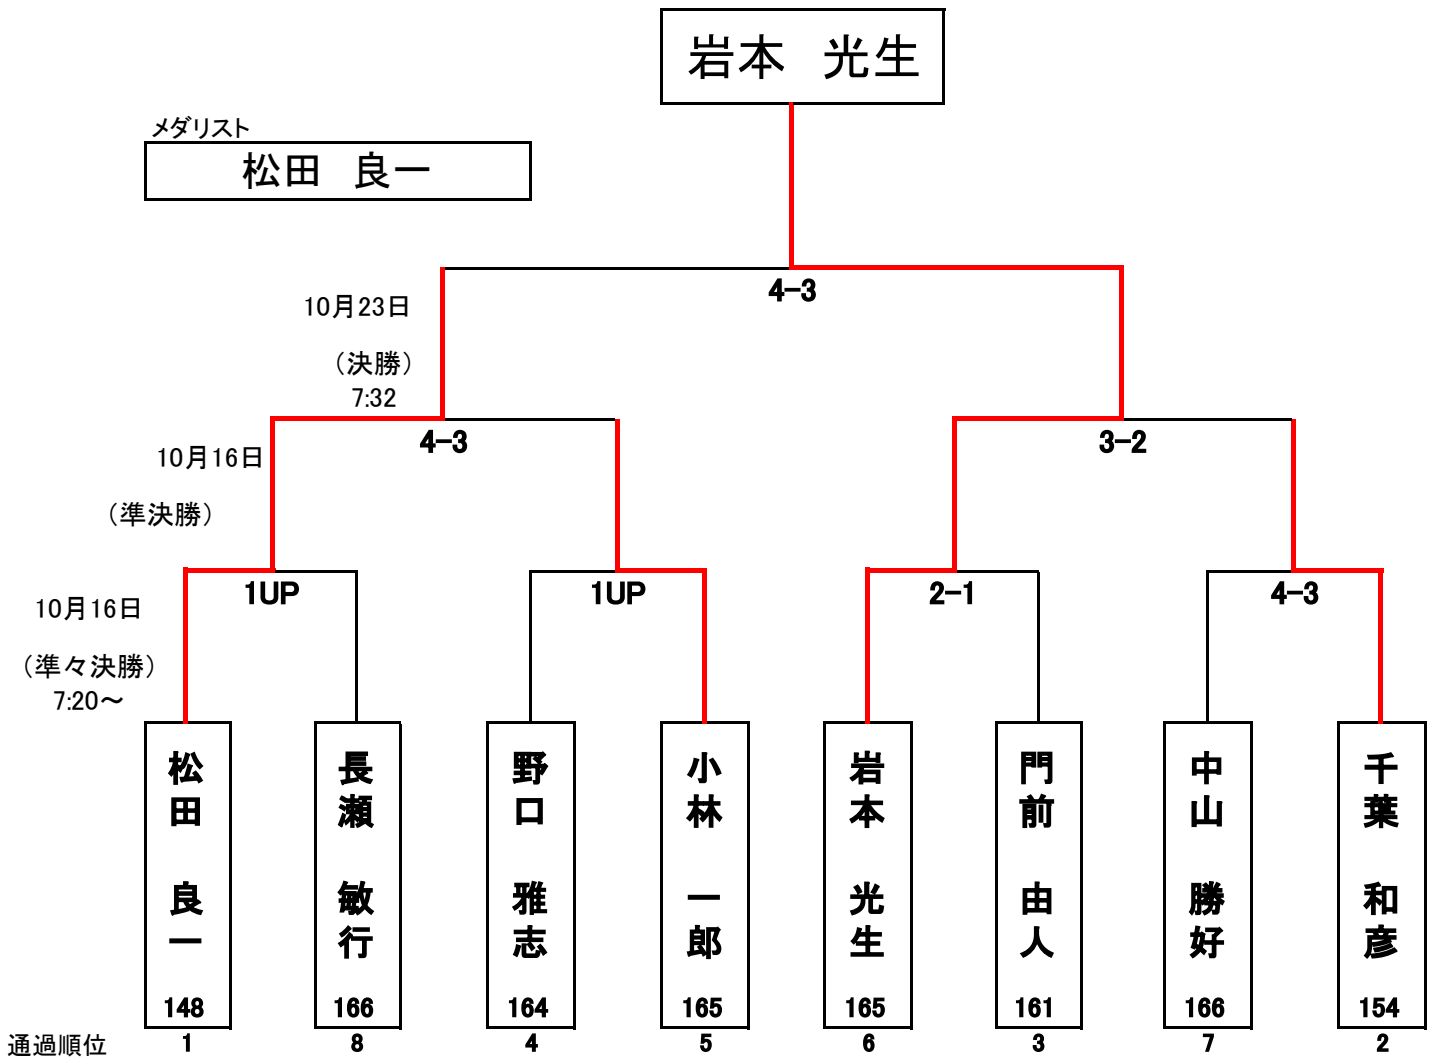 岩本　光生
メダリスト
松田　良一
4-3
10月23日
（決勝）
7:32
4-3
3-2
10月16日
（準決勝）
1UP
1UP
2-1
4-3
10月16日
（準々決勝）
7:20～
松田　良一
長瀬　敏行
野口　雅志
小林　一郎
岩本　光生
門前　由人
中山　勝好
千葉　和彦
148 166 164 165 165 161 166 154
通過順位 1 8 4 5 6 3 7 2